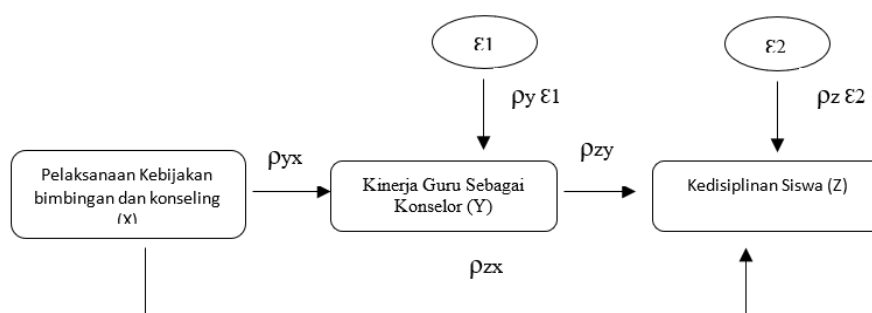 ε1
ε2
ρy ε1
ρz ε2
ρyx
ρzy
Pelaksanaan Kebijakan
bimbingan dan konseling
(X)
Kinerja Guru Sebagai
Konselor (Y)
Kedisiplinan Siswa (Z)
ρzx